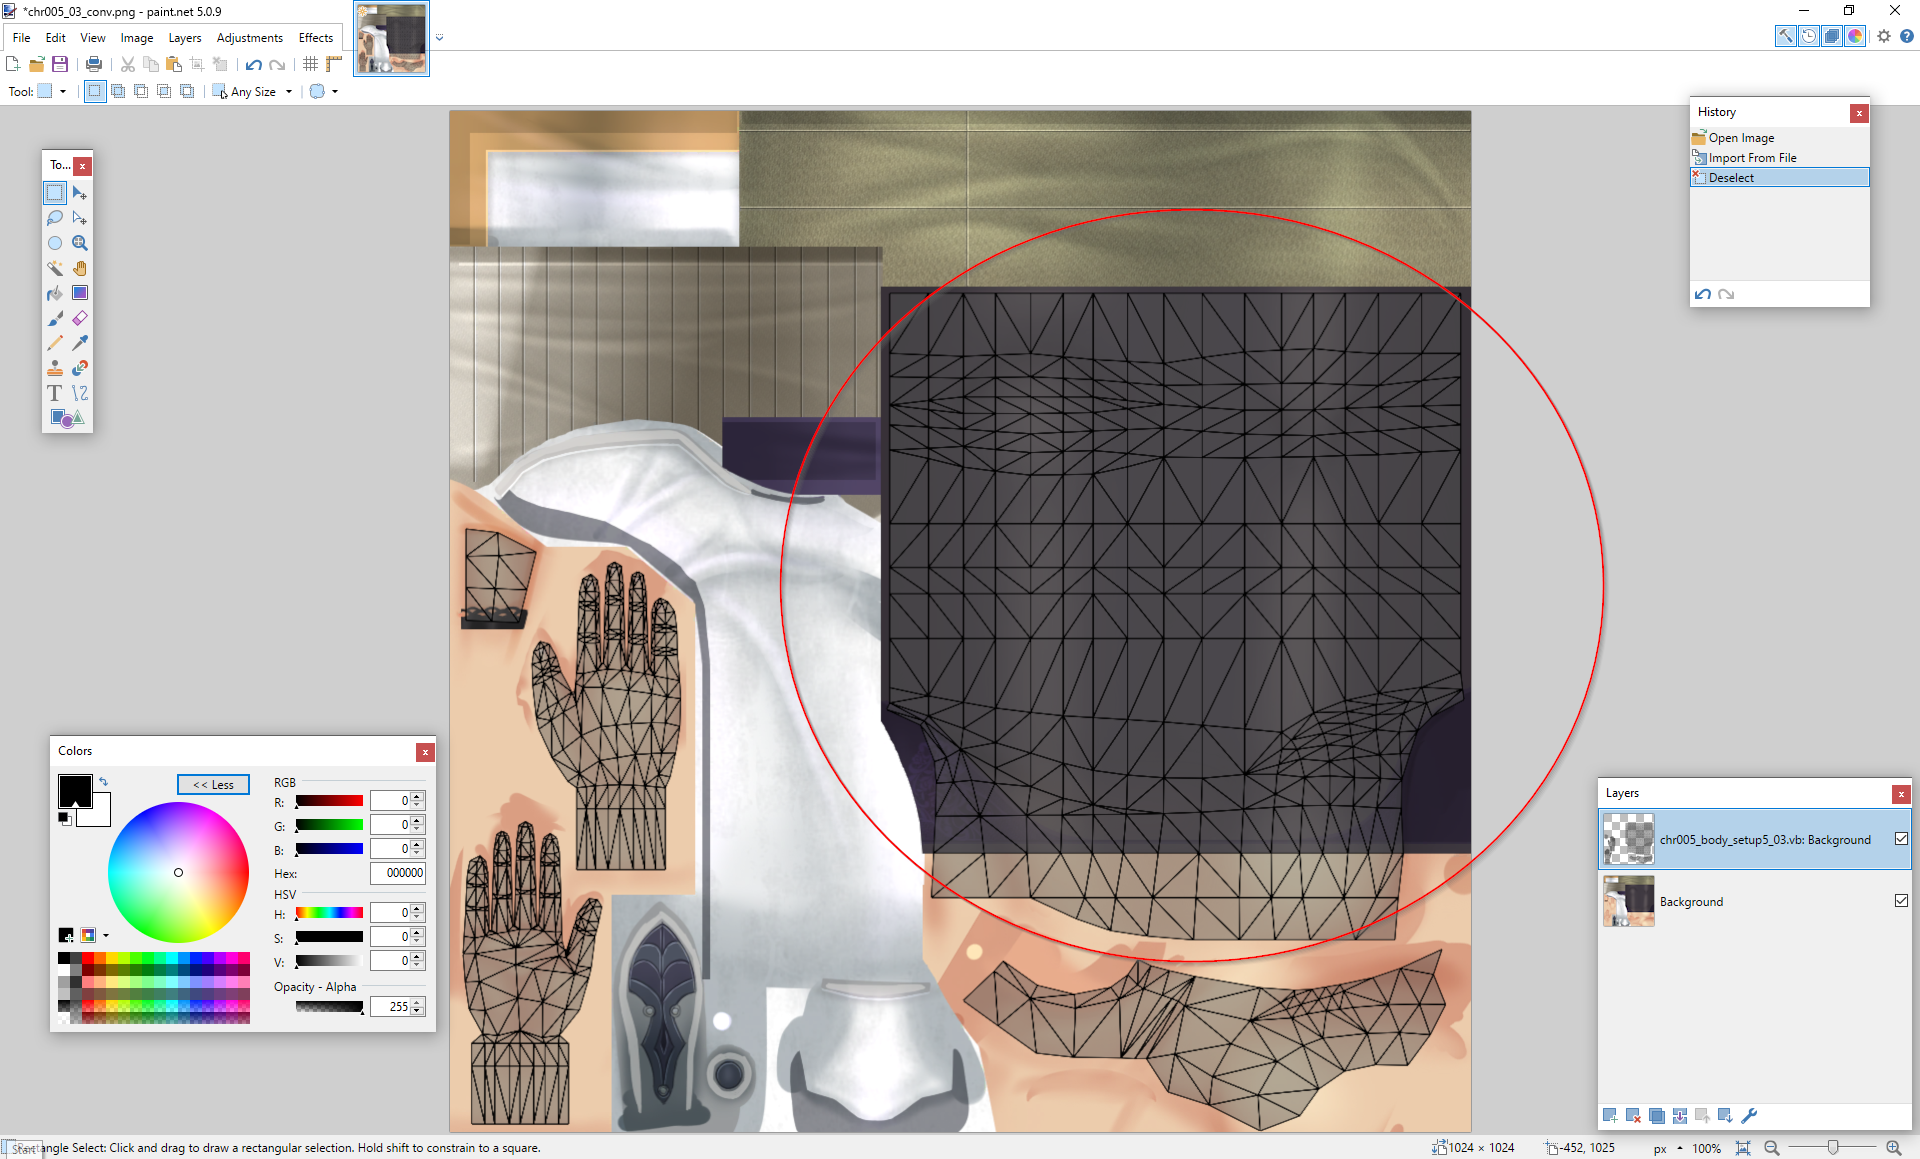 *chr005_03_conv.png - paint.net 5.0.9
File Edit View Image Layers Adjustments Effects
Tool: Any Size
To...
History
Open Image
Import From File
Deselect
Colors
<< Less
RGB
R: 0
G: 0
B: 0
Hex: 000000
HSV
H: 0
S: 0
V: 0
Opacity - Alpha
255
Layers
chr005_body_setup5_03.vb: Background
Background
Rectangle Select: Click and drag to draw a rectangular selection. Hold shift to constrain to a square.
Start
1024 × 1024
-452, 1025
px
100%